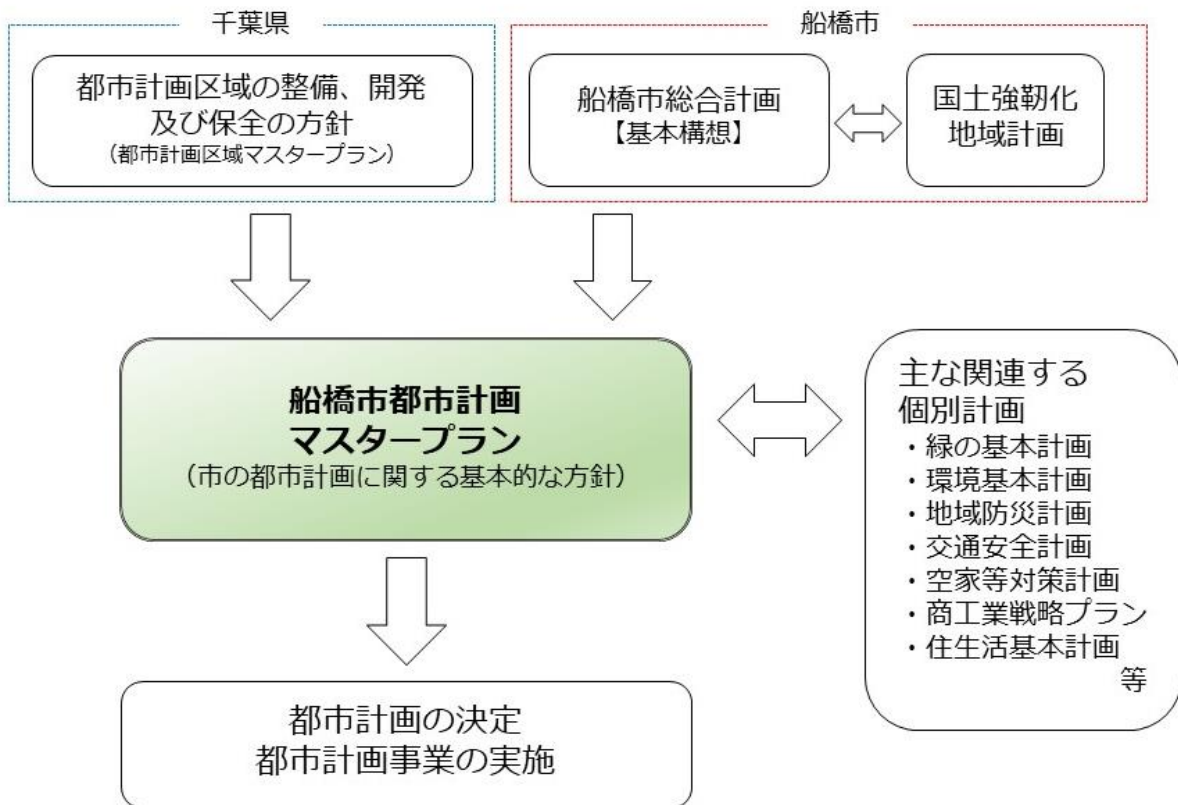 千葉県
都市計画区域の整備、開発
及び保全の方針
（都市計画区域マスタープラン）
船橋市
船橋市総合計画
【基本構想】
国土強靭化
地域計画
船橋市都市計画
マスタープラン
（市の都市計画に関する基本的な方針）
主な関連する
個別計画
・緑の基本計画
・環境基本計画
・地域防災計画
・交通安全計画
・空家等対策計画
・商工業戦略プラン
・住生活基本計画
等
都市計画の決定
都市計画事業の実施